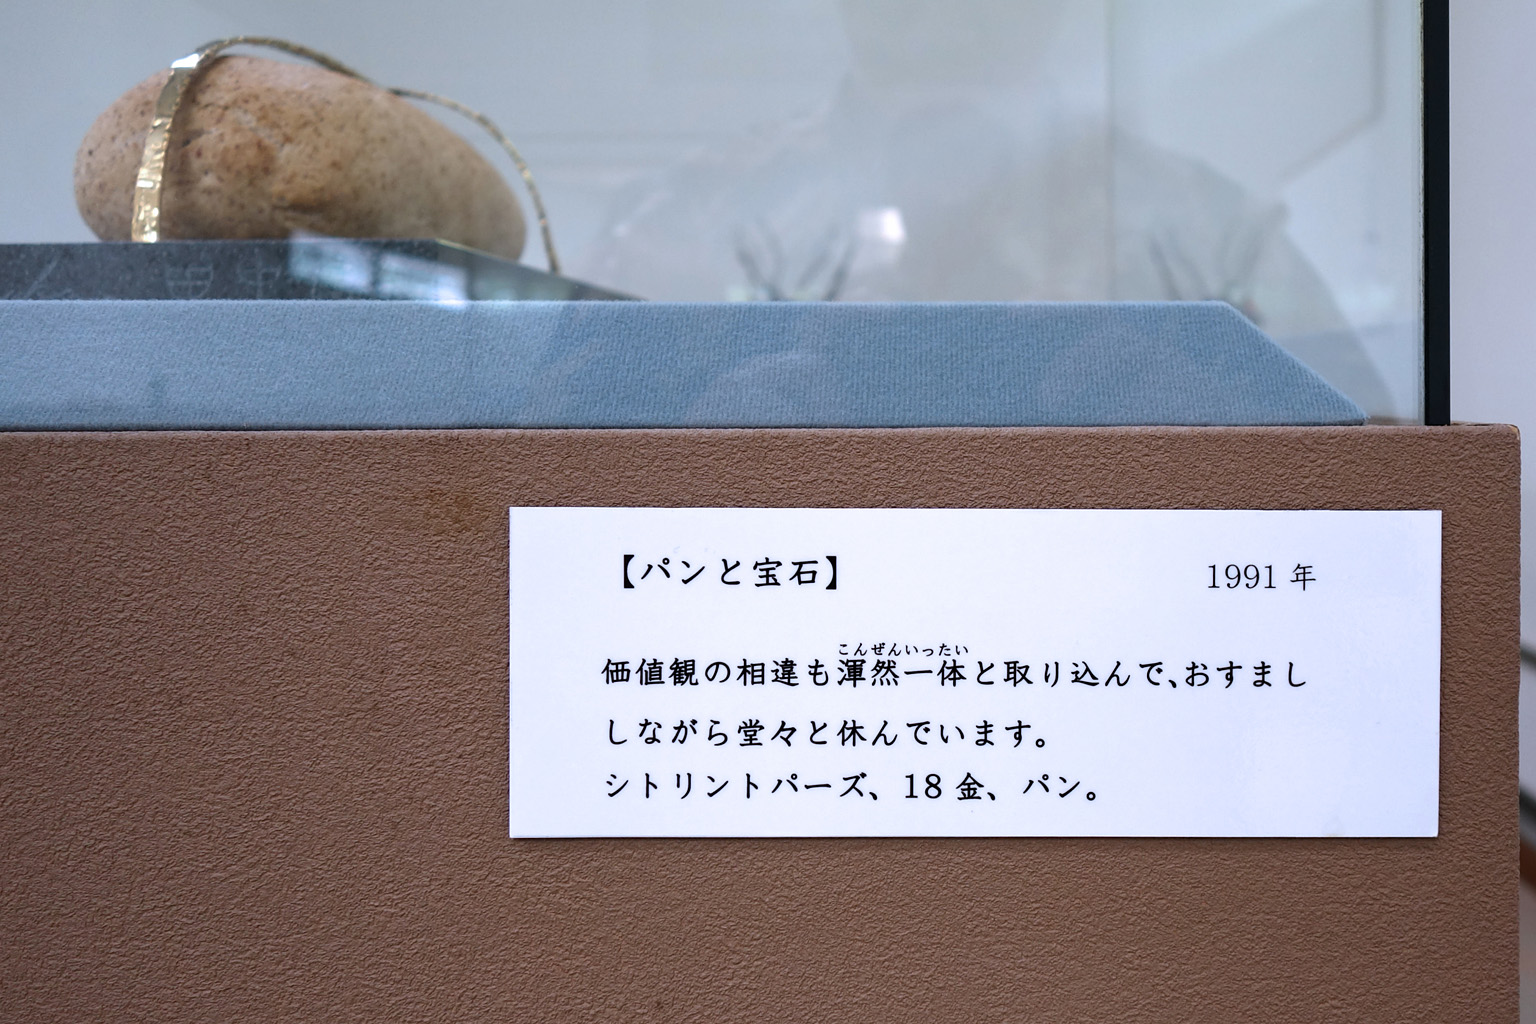 【パンと宝石】 1991年
こんぜんいったい
価値観の相違も渾然一体と取り込んで、おすまし
しながら堂々と休んでいます。
シトリントパーズ、18金、パン。